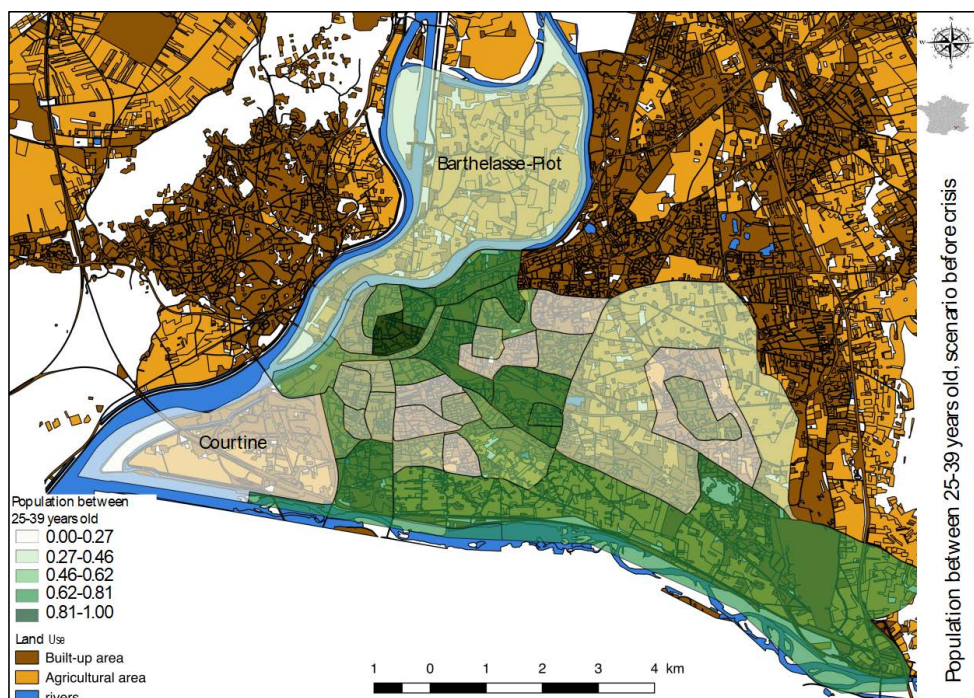 N
W
E
S
Barthelasse-Piot
Courtine
Population between
25-39 years old
0.00-0.27
0.27-0.46
0.46-0.62
0.62-0.81
0.81-1.00
Land Use
Built-up area
Agricultural area
rivers
1 0 1 2 3 4 km
Population between 25-39 years old, scenario before crisis